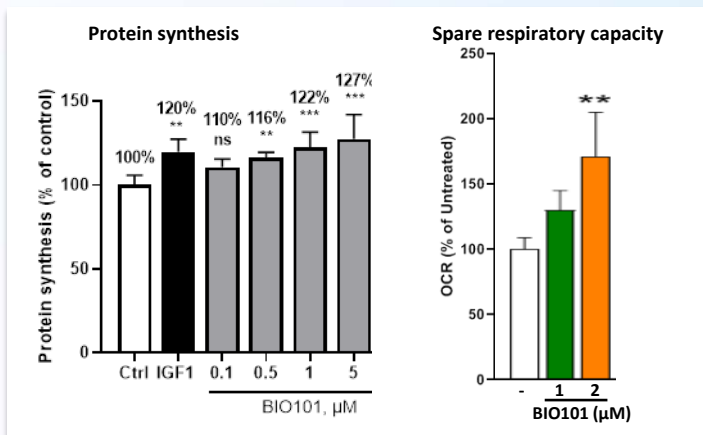 Protein synthesis
Protein synthesis (% of control)
150
100
50
0
100%
120%
**
110%
ns
116%
**
122%
***
127%
***
Ctrl IGF1 0.1 0.5 1 5
BIO101, µM
Spare respiratory capacity
OCR (% of Untreated)
250
200
150
100
50
0
**
- 1 2
BIO101 (µM)